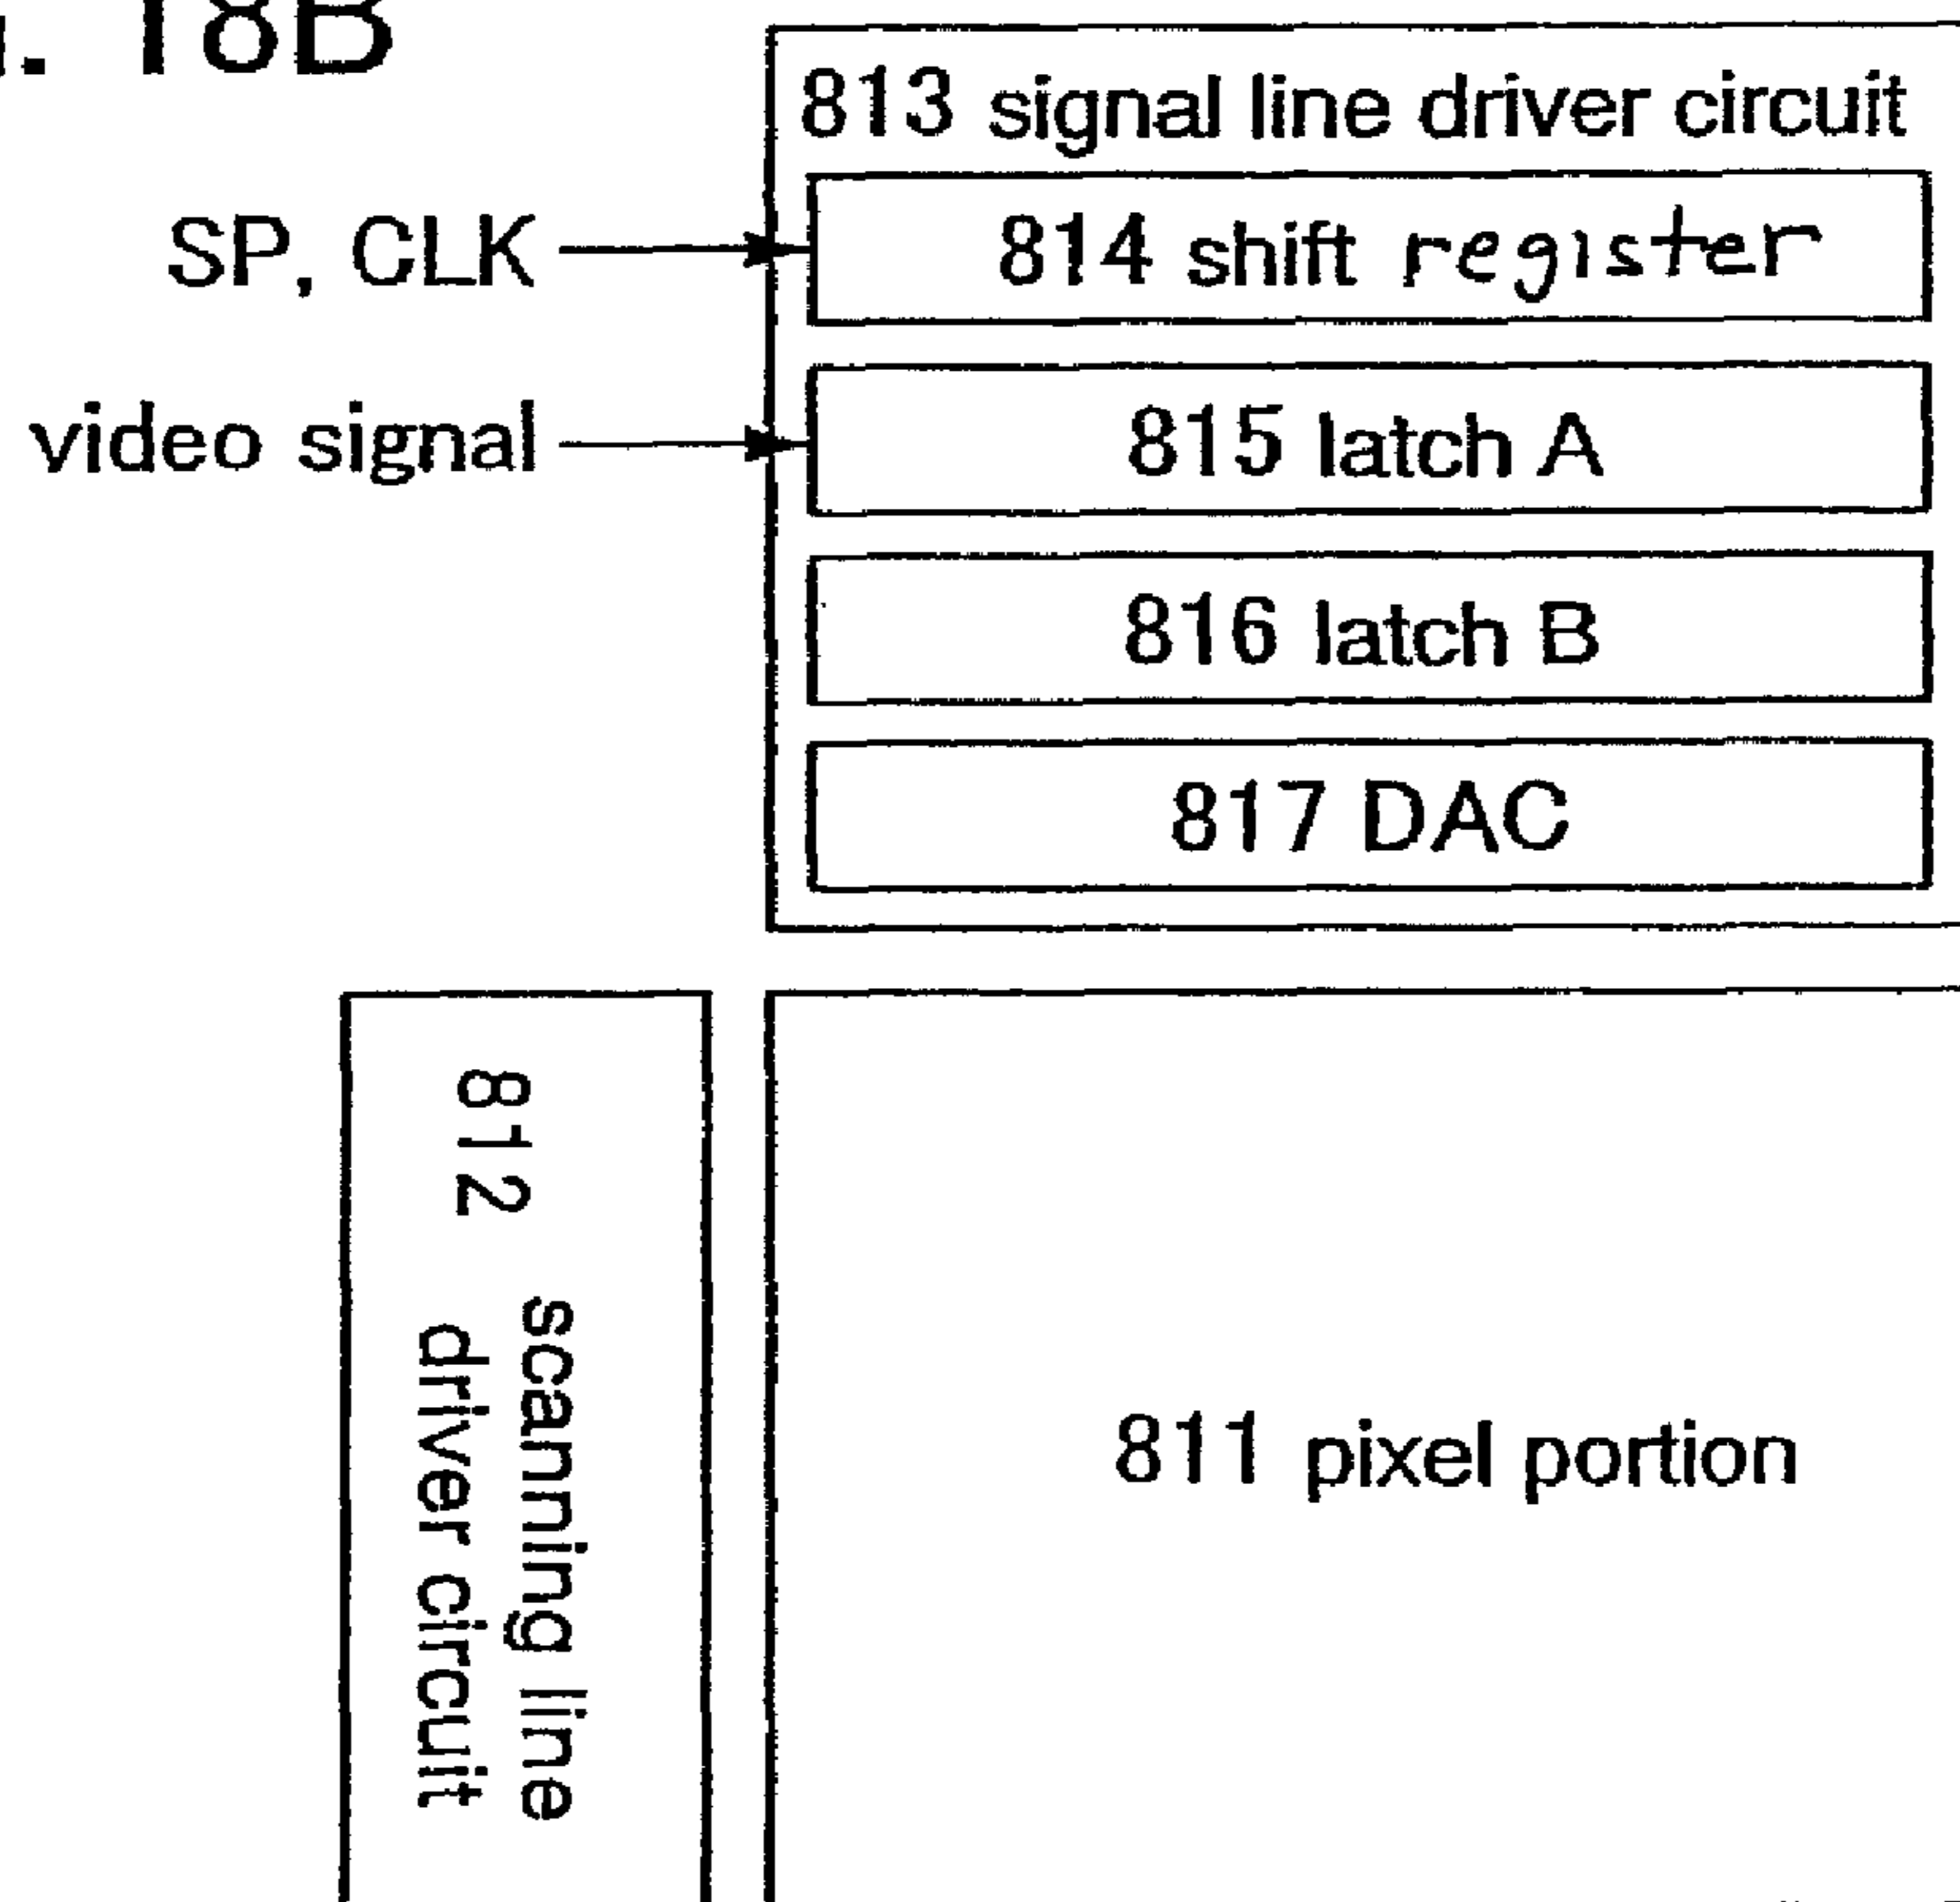 18B
813 signal line driver circuit
SP, CLK
814 shift register
video signal
815 latch A
816 latch B
817 DAC
812 scanning line
driver circuit
811 pixel portion